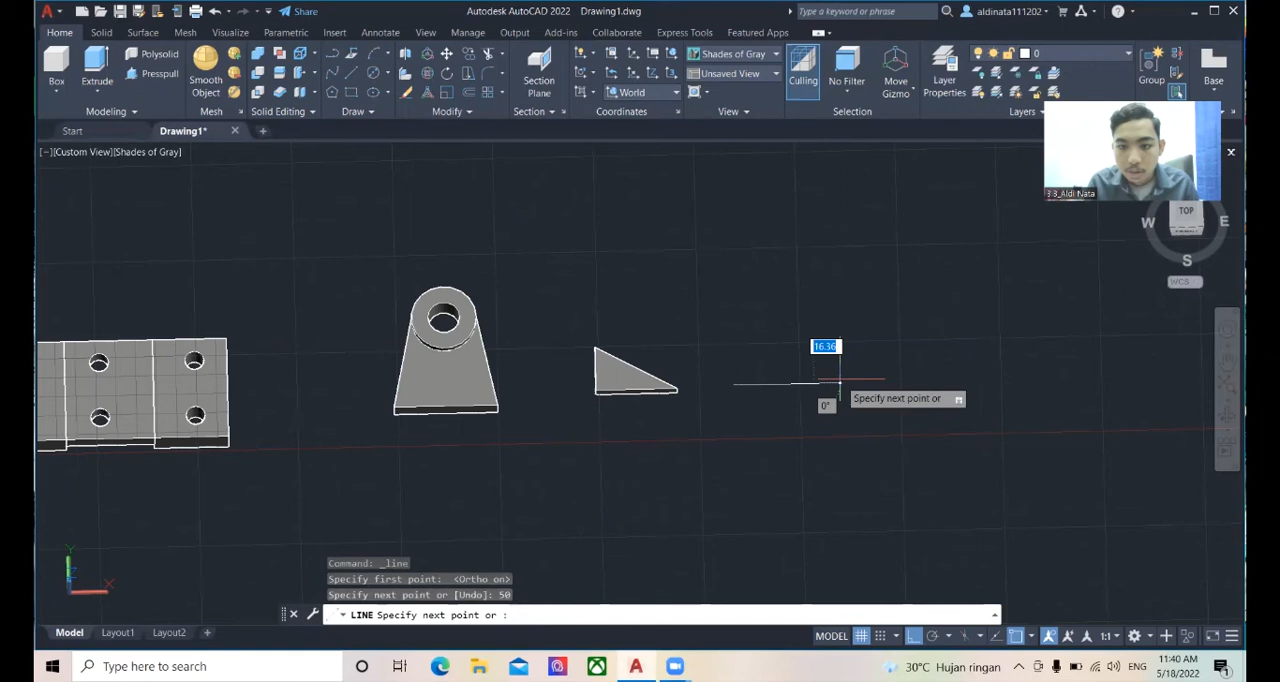 Share
Autodesk AutoCAD 2022 Drawing1.dwg
Type a keyword or phrase
aldinata111202
Home Solid Surface Mesh Visualize Parametric Insert Annotate View Manage Output Add-ins Collaborate Express Tools Featured Apps
Box
Extrude
Polysolid
Presspull
Smooth
Object
Section
Plane
Shades of Gray
Unsaved View
World
Culling
No Filter
Move
Gizmo
Layer
Properties
0
Group
Base
Modeling
Mesh
Solid Editing
Draw
Modify
Section
Coordinates
View
Selection
Layers
Start
Drawing1*
[−][Custom View][Shades of Gray]
Aldi Nata
TOP
W
E
S
WCS
16.36
0°
Specify next point or
Y
X
Command: _line
Specify first point: <Ortho on>
Specify next point or [Undo]: 50
LINE Specify next point or :
Model Layout1 Layout2
MODEL
1:1
Type here to search
30°C Hujan ringan
ENG
11:40 AM
5/18/2022